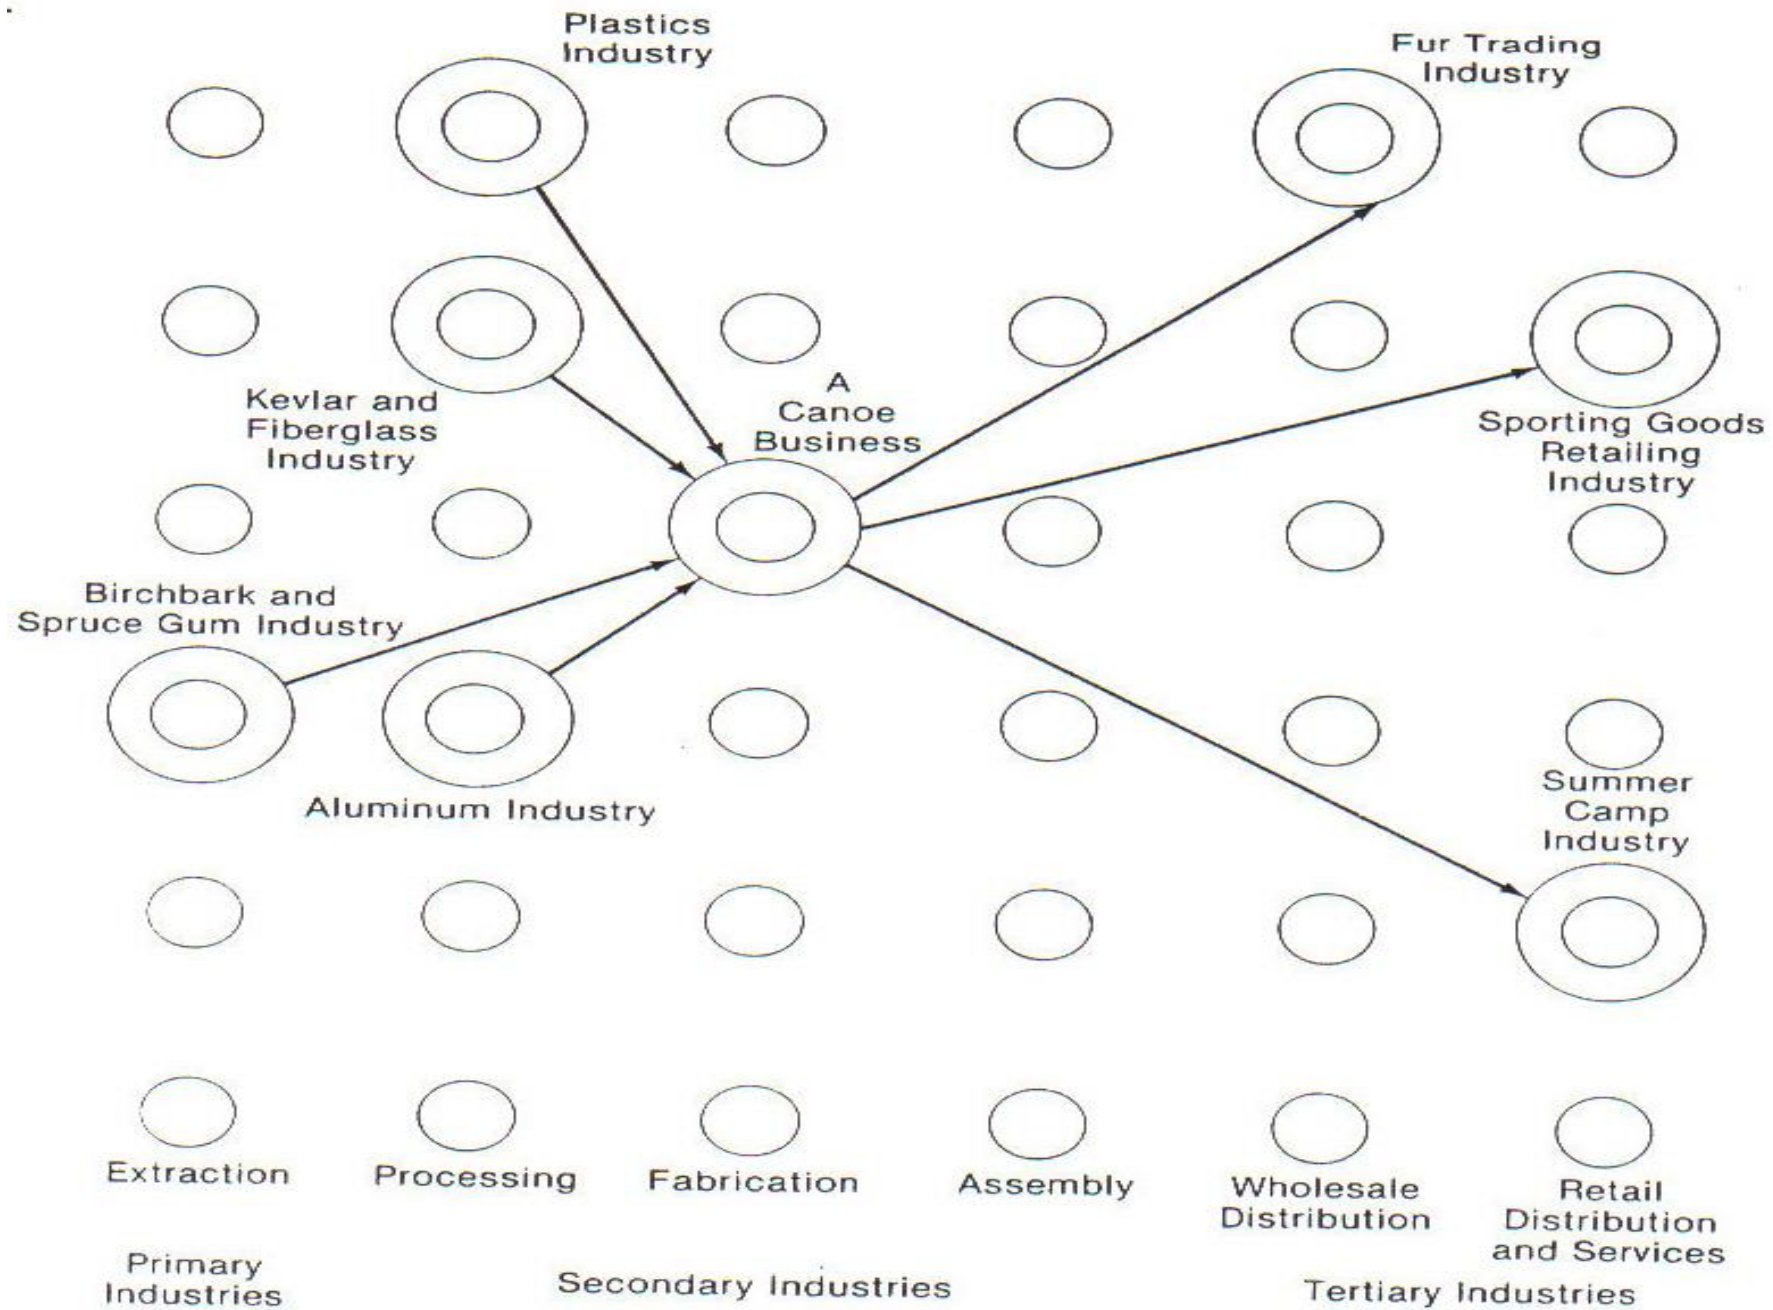 Plastics
Industry
Fur Trading
Industry
Kevlar and
Fiberglass
Industry
A
Canoe
Business
Sporting Goods
Retailing
Industry
Birchbark and
Spruce Gum Industry
Aluminum Industry
Summer
Camp
Industry
Extraction
Processing
Fabrication
Assembly
Wholesale
Distribution
Retail
Distribution
and Services
Primary
Industries
Secondary Industries
Tertiary Industries